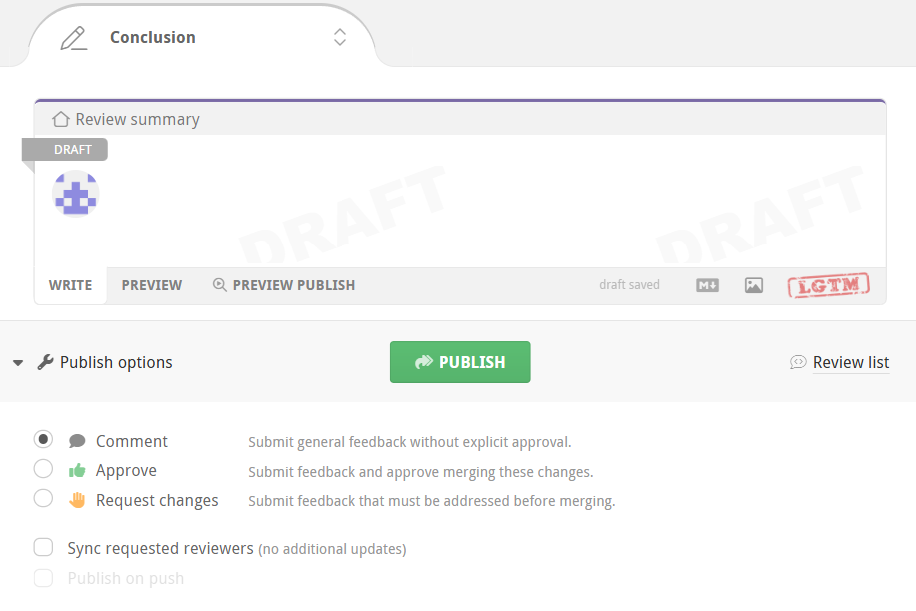 Conclusion
Review summary
DRAFT
DRAFT DRAFT
WRITE PREVIEW PREVIEW PUBLISH draft saved M LGTM
Publish options PUBLISH Review list
Comment Submit general feedback without explicit approval.
Approve Submit feedback and approve merging these changes.
Request changes Submit feedback that must be addressed before merging.
Sync requested reviewers (no additional updates)
Publish on push